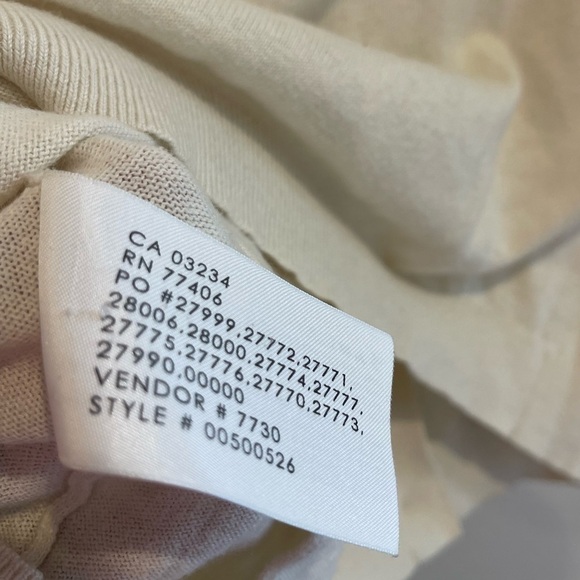 CA 03234
RN 77406
PO #27999,27772,27771,
28006,28000,27774,27777,
27775,27776,27770,27773,
27990,00000
VENDOR # 7730
STYLE # 00500526